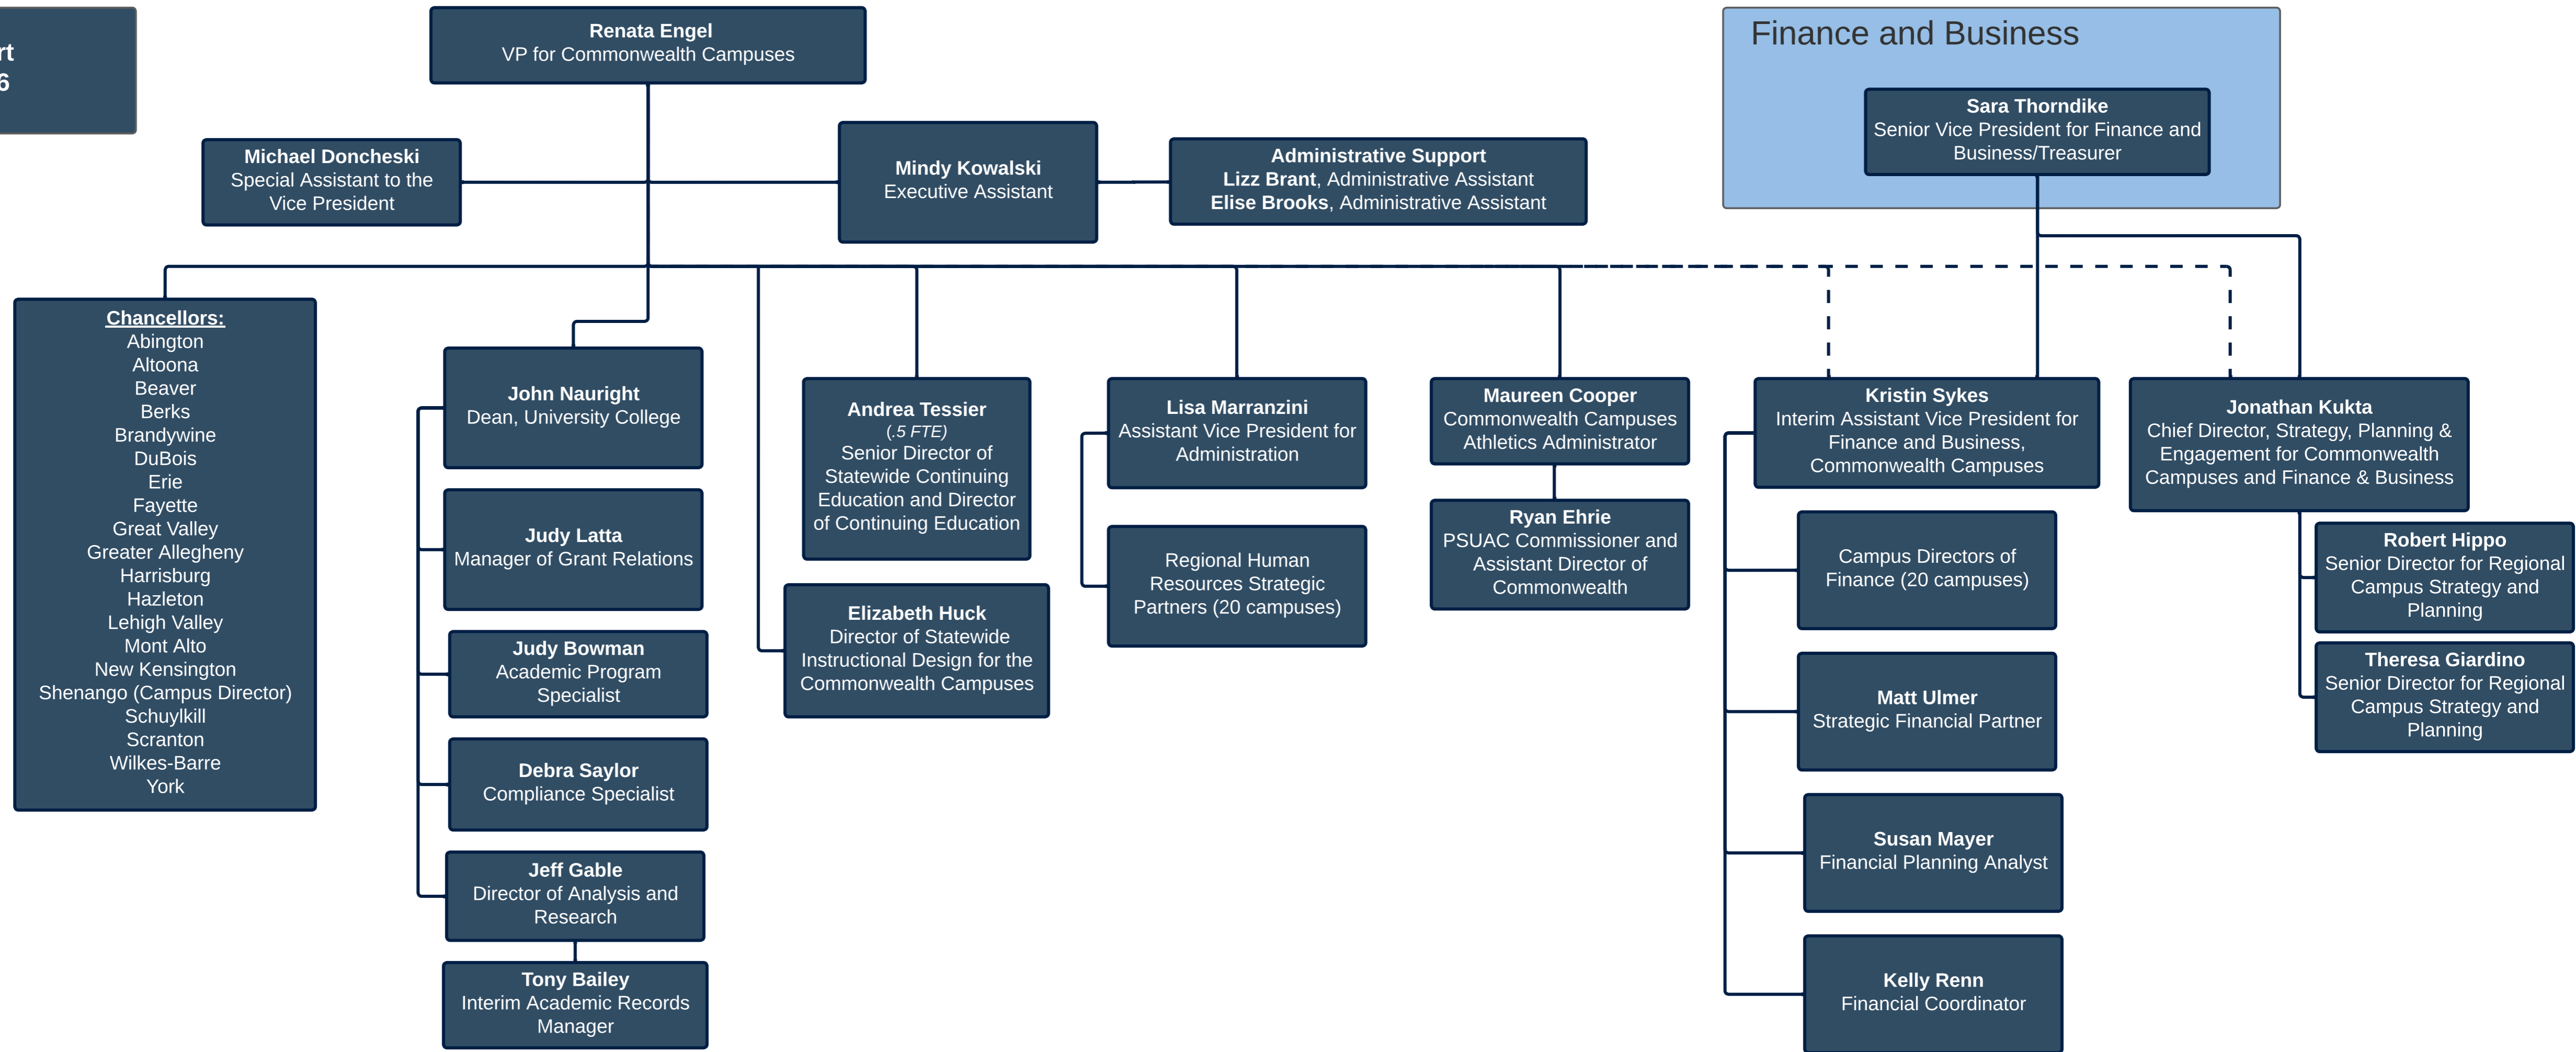 rt
6
Renata Engel
VP for Commonwealth Campuses
Finance and Business
Sara Thorndike
Senior Vice President for Finance and
Business/Treasurer
Michael Doncheski
Special Assistant to the
Vice President
Mindy Kowalski
Executive Assistant
Administrative Support
Lizz Brant, Administrative Assistant
Elise Brooks, Administrative Assistant
Chancellors:
Abington
Altoona
Beaver
Berks
Brandywine
DuBois
Erie
Fayette
Great Valley
Greater Allegheny
Harrisburg
Hazleton
Lehigh Valley
Mont Alto
New Kensington
Shenango (Campus Director)
Schuylkill
Scranton
Wilkes-Barre
York
John Nauright
Dean, University College
Judy Latta
Manager of Grant Relations
Judy Bowman
Academic Program
Specialist
Debra Saylor
Compliance Specialist
Jeff Gable
Director of Analysis and
Research
Tony Bailey
Interim Academic Records
Manager
Andrea Tessier
(.5 FTE)
Senior Director of
Statewide Continuing
Education and Director
of Continuing Education
Elizabeth Huck
Director of Statewide
Instructional Design for the
Commonwealth Campuses
Lisa Marranzini
Assistant Vice President for
Administration
Regional Human
Resources Strategic
Partners (20 campuses)
Maureen Cooper
Commonwealth Campuses
Athletics Administrator
Ryan Ehrie
PSUAC Commissioner and
Assistant Director of
Commonwealth
Kristin Sykes
Interim Assistant Vice President for
Finance and Business,
Commonwealth Campuses
Campus Directors of
Finance (20 campuses)
Matt Ulmer
Strategic Financial Partner
Susan Mayer
Financial Planning Analyst
Kelly Renn
Financial Coordinator
Jonathan Kukta
Chief Director, Strategy, Planning &
Engagement for Commonwealth
Campuses and Finance & Business
Robert Hippo
Senior Director for Regional
Campus Strategy and
Planning
Theresa Giardino
Senior Director for Regional
Campus Strategy and
Planning